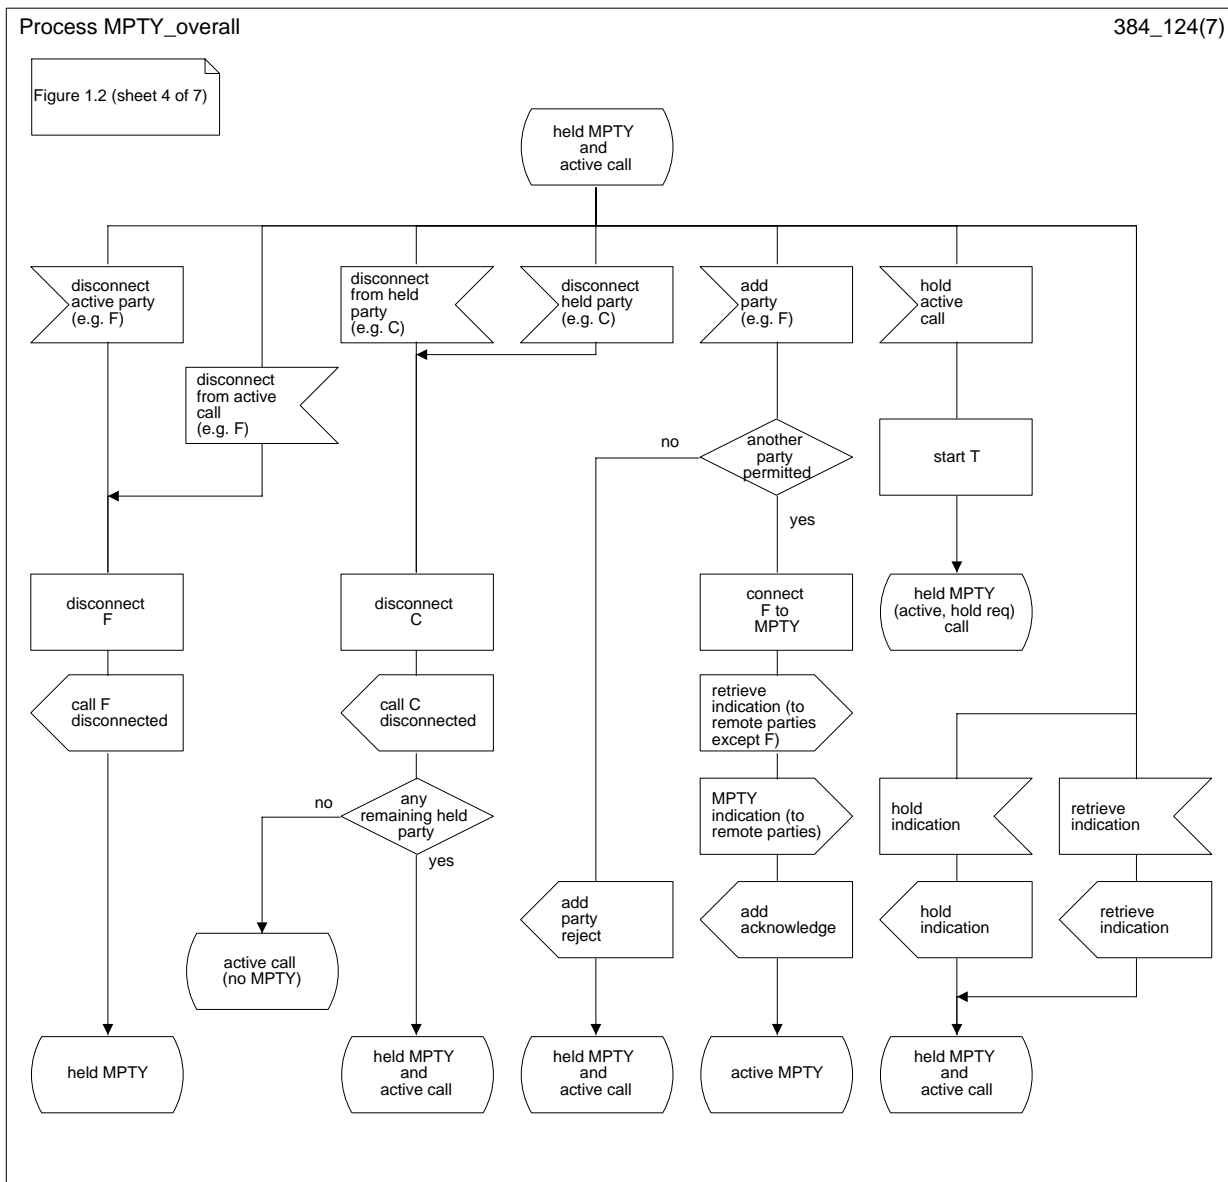 Process MPTY_overall
384_124(7)
Figure 1.2 (sheet 4 of 7)
held MPTY
and
active call
disconnect
active party
(e.g. F)
disconnect
from active
call
(e.g. F)
disconnect
from held
party
(e.g. C)
disconnect
held party
(e.g. C)
add
party
(e.g. F)
hold
active
call
no
another
party
permitted
yes
start T
disconnect
F
disconnect
C
connect
F to
MPTY
held MPTY
(active, hold req)
call
call F
disconnected
call C
disconnected
retrieve
indication (to
remote parties
except F)
no
any
remaining held
party
yes
MPTY
indication (to
remote parties)
hold
indication
retrieve
indication
add
party
reject
add
acknowledge
hold
indication
retrieve
indication
active call
(no MPTY)
held MPTY
held MPTY
and
active call
held MPTY
and
active call
active MPTY
held MPTY
and
active call